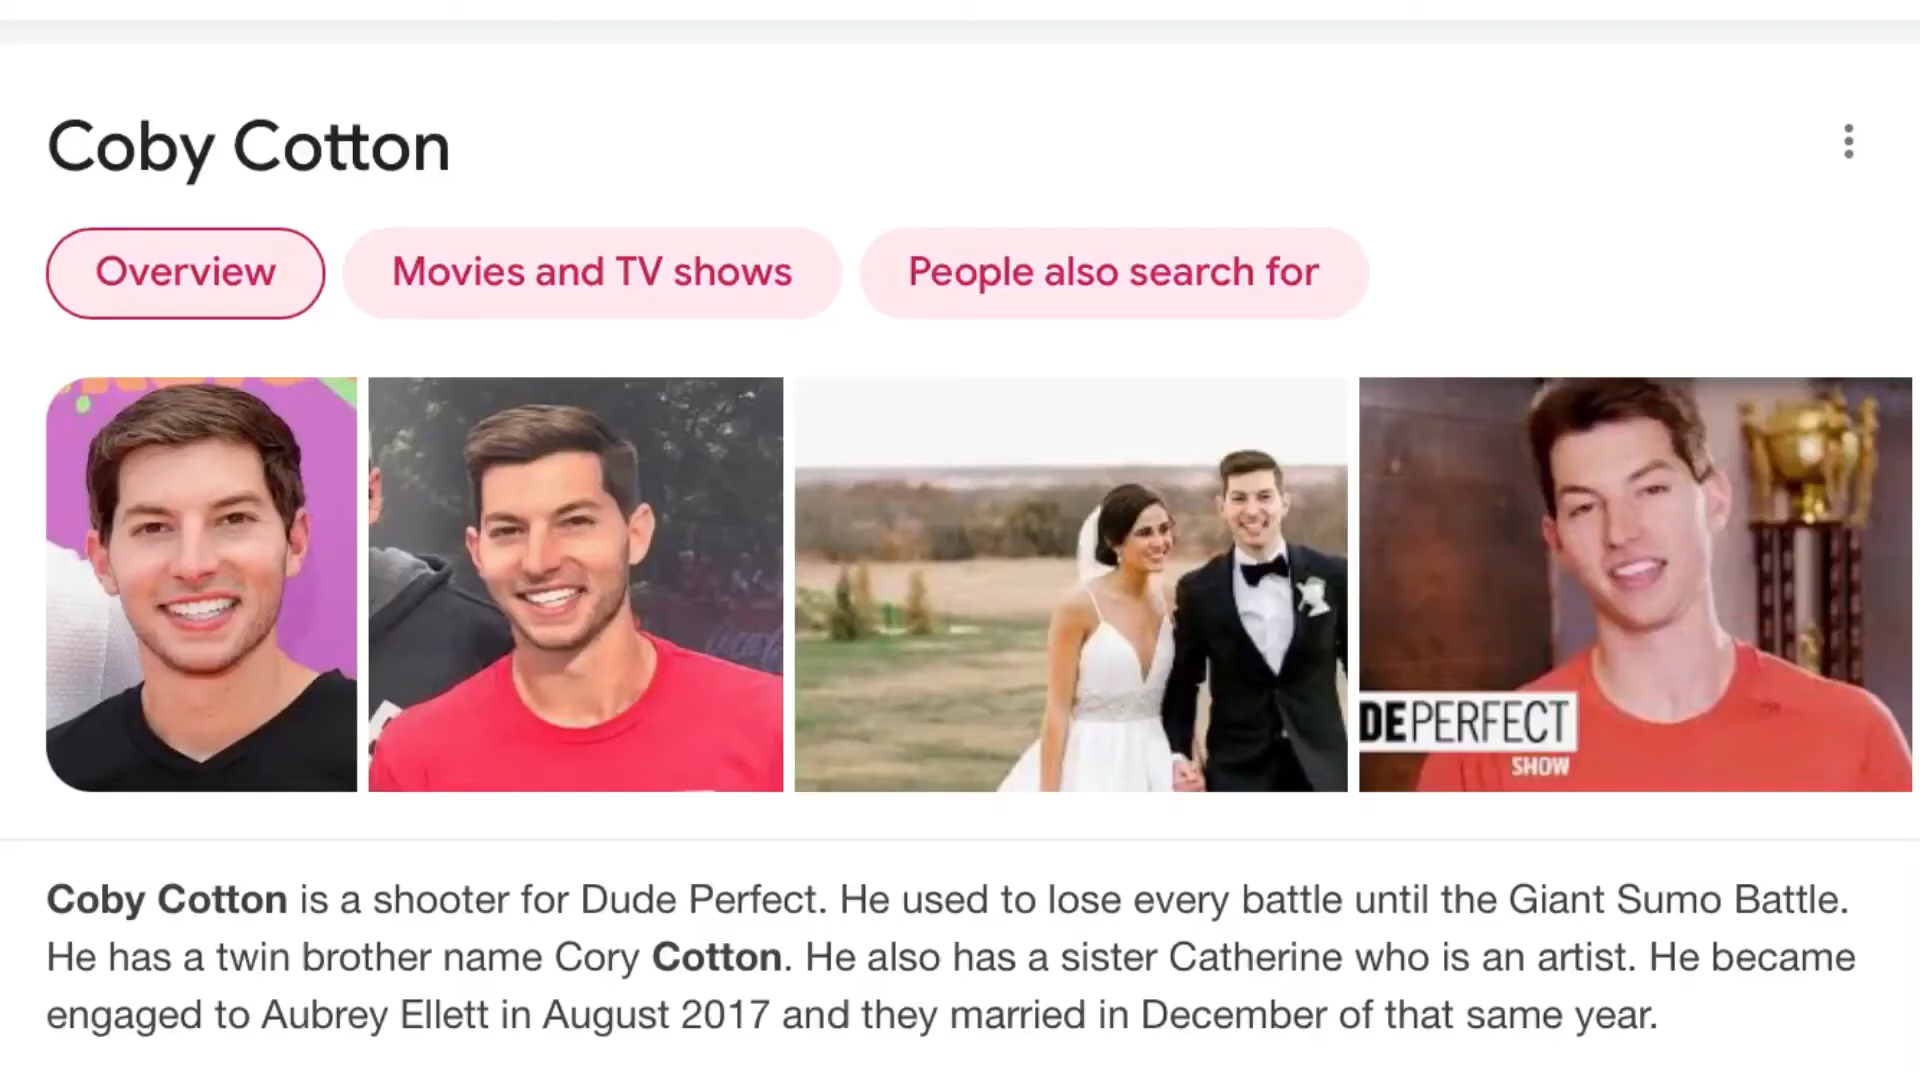 Coby Cotton
Overview
Movies and TV shows
People also search for
DEPERFECT
SHOW
Coby Cotton is a shooter for Dude Perfect. He used to lose every battle until the Giant Sumo Battle.
He has a twin brother name Cory Cotton. He also has a sister Catherine who is an artist. He became
engaged to Aubrey Ellett in August 2017 and they married in December of that same year.